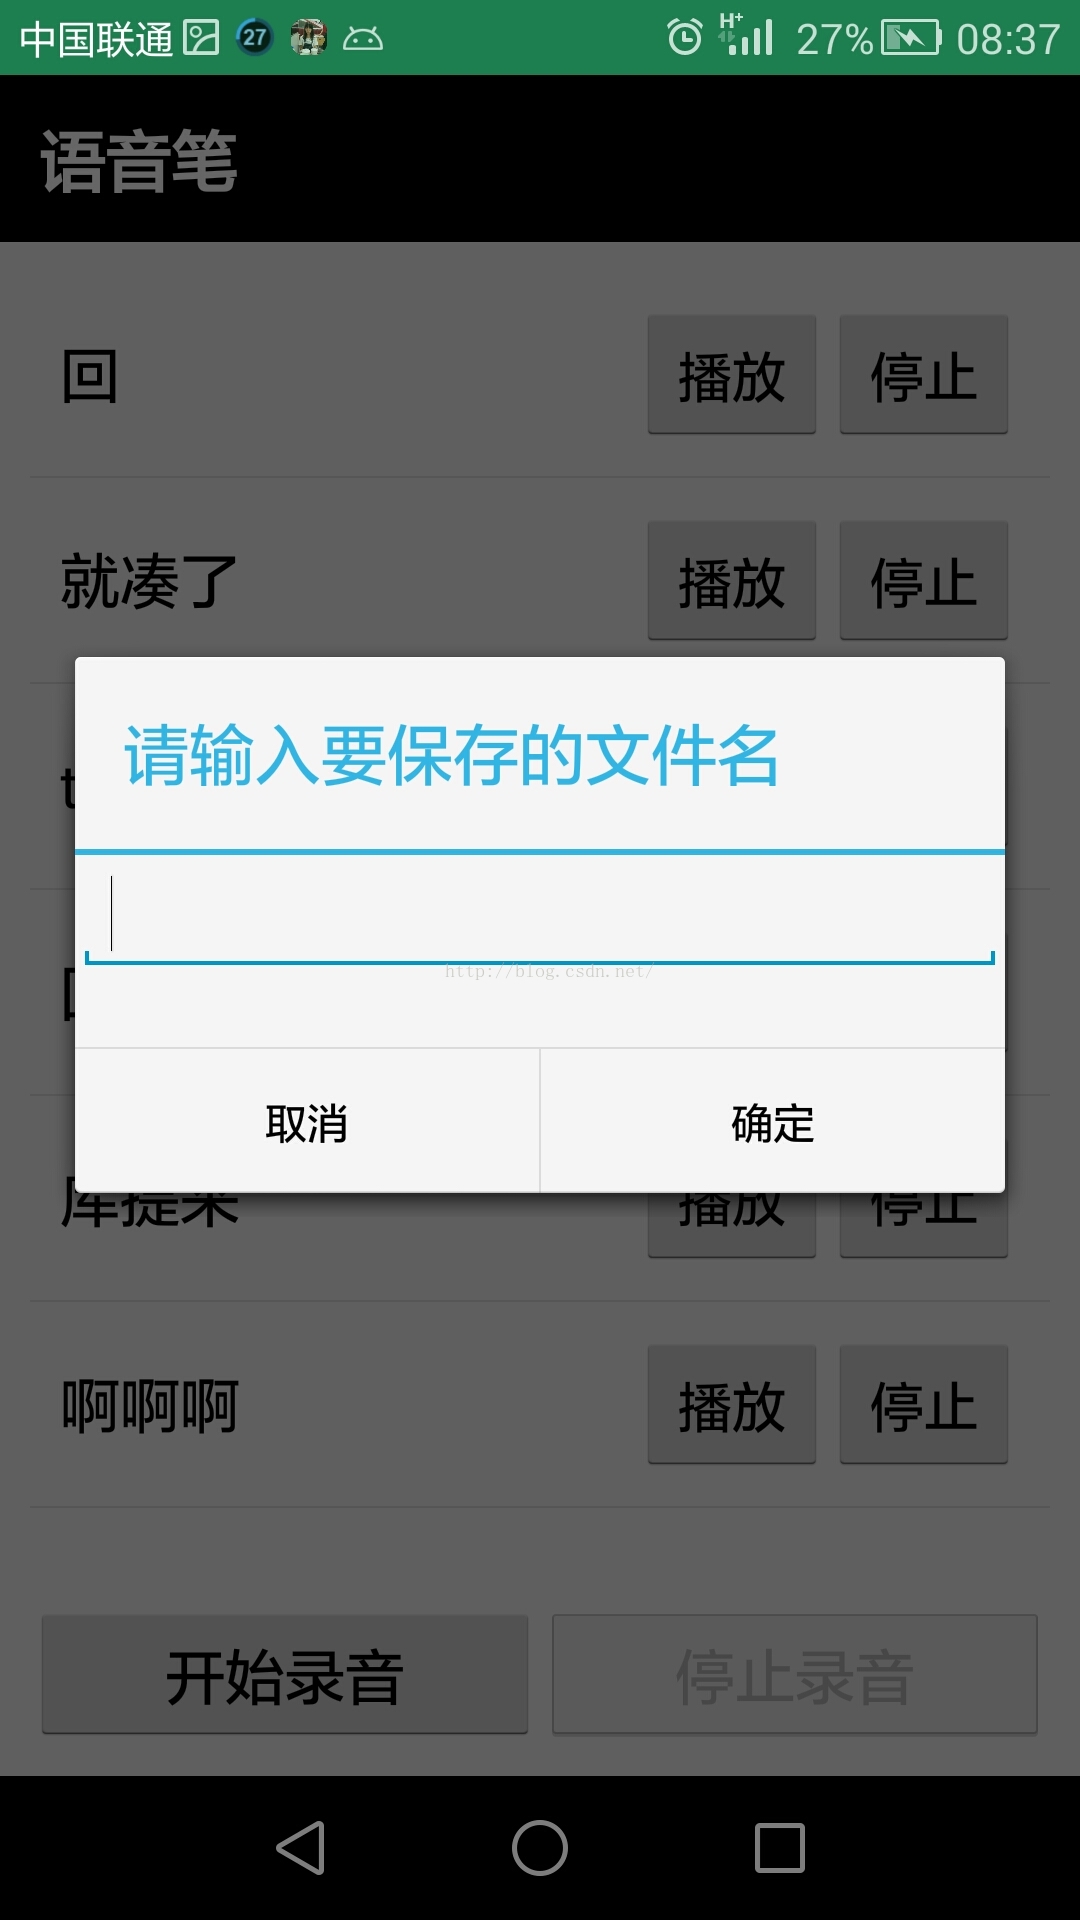 中国联通 27 H+ 27% 08:37
语音笔
回 播放 停止
就凑了 播放 停止
请输入要保存的文件名
http://blog.csdn.net/
取消 确定
库提来 播放 停止
啊啊啊 播放 停止
开始录音 停止录音